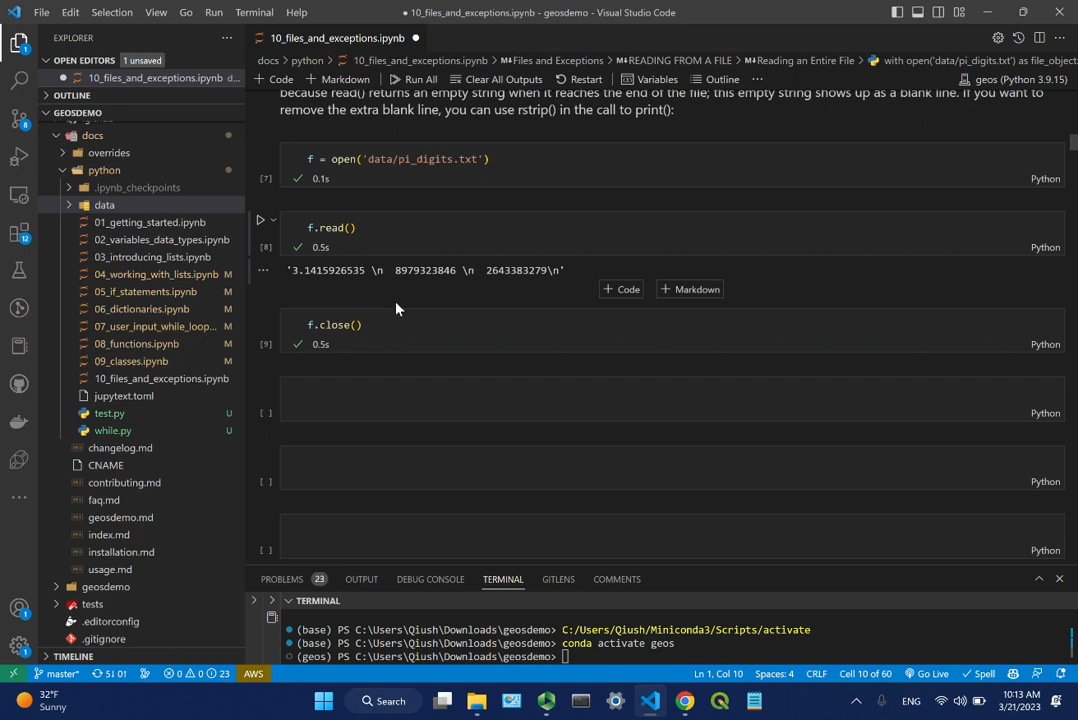 File Edit Selection View Go Run Terminal Help
● 10_files_and_exceptions.ipynb - geosdemo - Visual Studio Code
EXPLORER
10_files_and_exceptions.ipynb
OPEN EDITORS 1 unsaved
10_files_and_exceptions.ipynb d...
docs > python > 10_files_and_exceptions.ipynb > Files and Exceptions > READING FROM A FILE > Reading an Entire File > with open('data/pi_digits.txt') as file_object:
+ Code + Markdown Run All Clear All Outputs Restart Variables Outline ... geos (Python 3.9.15)
OUTLINE
GEOSDEMO
docs
overrides
python
.ipynb_checkpoints
data
01_getting_started.ipynb
02_variables_data_types.ipynb
03_introducing_lists.ipynb
04_working_with_lists.ipynb M
05_if_statements.ipynb M
06_dictionaries.ipynb M
07_user_input_while_loop... M
08_functions.ipynb M
09_classes.ipynb M
10_files_and_exceptions.ipynb
jupytext.toml
test.py U
while.py U
changelog.md
CNAME
contributing.md
faq.md
geosdemo.md
index.md
installation.md
usage.md
geosdemo
tests
.editorconfig
.gitignore
TIMELINE
because read() returns an empty string when it reaches the end of the file; this empty string shows up as a blank line. If you want to
remove the extra blank line, you can use rstrip() in the call to print():
f = open('data/pi_digits.txt')
[7] 0.1s Python
f.read()
[8] 0.5s Python
'3.1415926535 \n  8979323846 \n  2643383279\n'
+ Code + Markdown
f.close()
[9] 0.5s Python
[ ] Python
[ ] Python
[ ] Python
PROBLEMS 23 OUTPUT DEBUG CONSOLE TERMINAL GITLENS COMMENTS
TERMINAL
(base) PS C:\Users\Qiush\Downloads\geosdemo> C:/Users/Qiush/Miniconda3/Scripts/activate
(base) PS C:\Users\Qiush\Downloads\geosdemo> conda activate geos
(geos) PS C:\Users\Qiush\Downloads\geosdemo>
master* 5↓ 0↑ 0 0 23 AWS Ln 1, Col 10 Spaces: 4 CRLF Cell 10 of 60 Go Live Spell
32°F
Sunny
Search
ENG
10:13 AM
3/21/2023
1
8
12
1
1